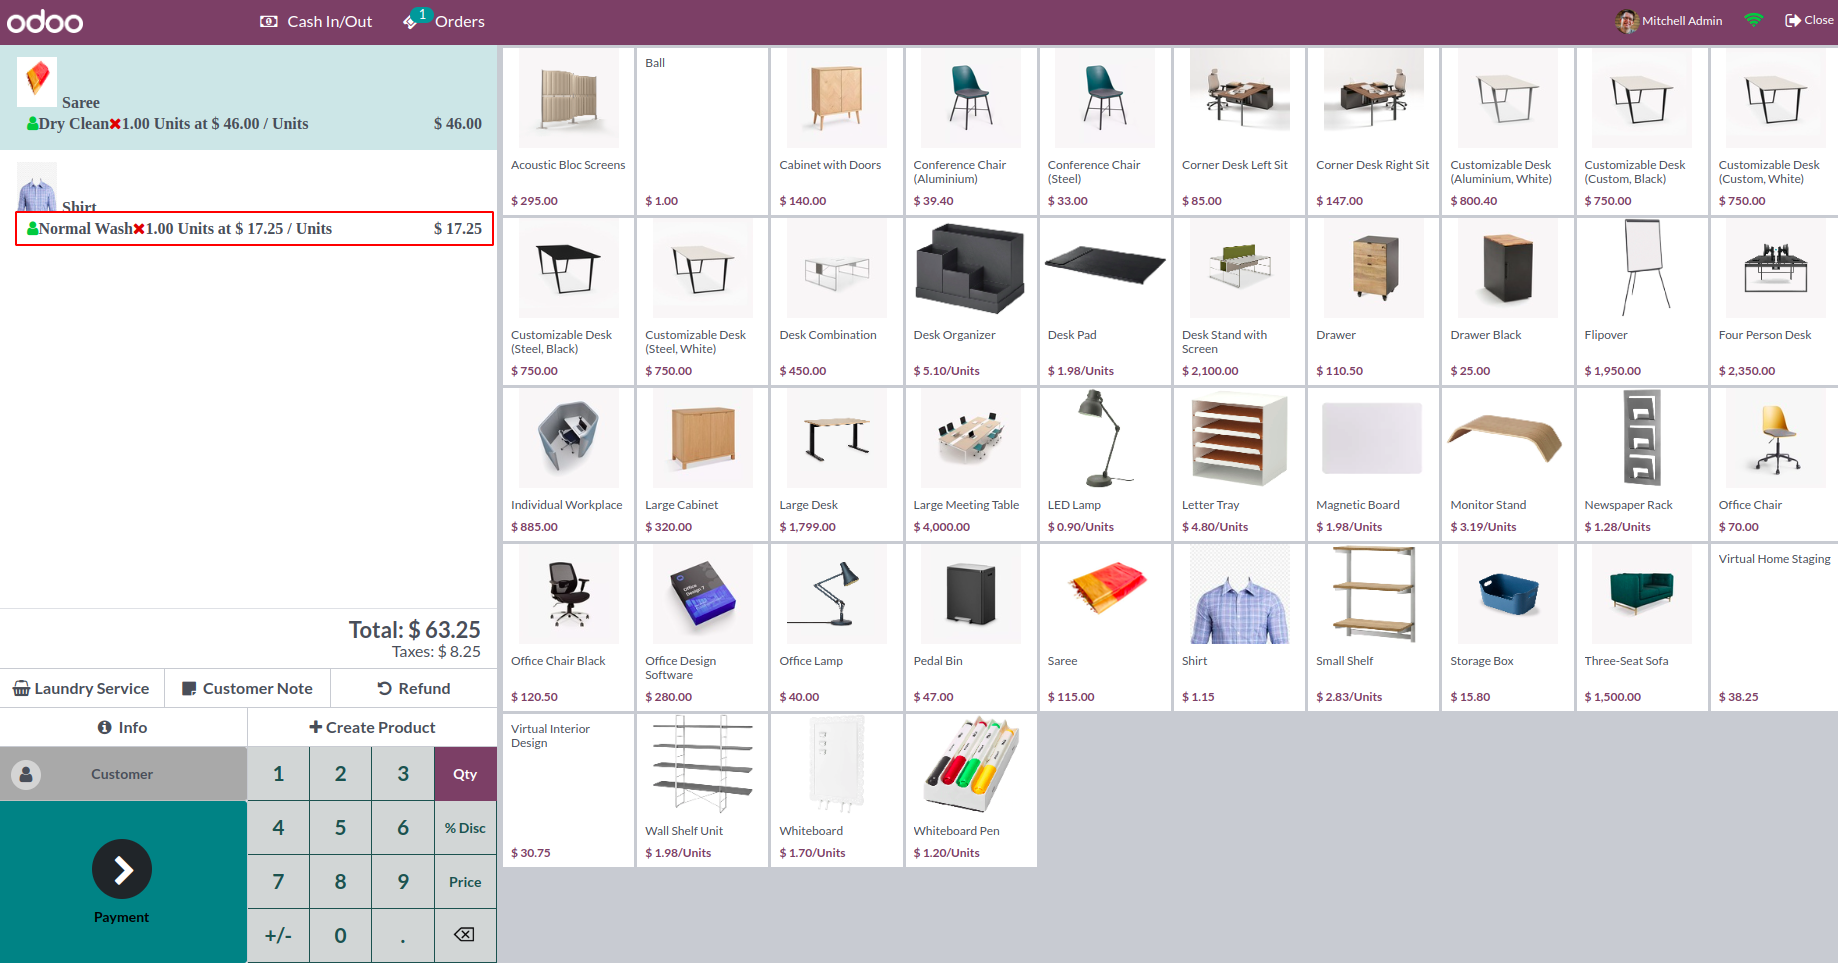 odoo
Cash In/Out
1
Orders
Mitchell Admin
Close
Saree
Dry Clean 1.00 Units at $ 46.00 / Units $ 46.00
Shirt
Normal Wash 1.00 Units at $ 17.25 / Units $ 17.25
Total: $ 63.25
Taxes: $ 8.25
Laundry Service
Customer Note
Refund
Info
Create Product
Customer
Payment
1 2 3 Qty
4 5 6 % Disc
7 8 9 Price
+/- 0 .
Acoustic Bloc Screens
$ 295.00
Ball
$ 1.00
Cabinet with Doors
$ 140.00
Conference Chair
(Aluminium)
$ 39.40
Conference Chair
(Steel)
$ 33.00
Corner Desk Left Sit
$ 85.00
Corner Desk Right Sit
$ 147.00
Customizable Desk
(Aluminium, White)
$ 800.40
Customizable Desk
(Custom, Black)
$ 750.00
Customizable Desk
(Custom, White)
$ 750.00
Customizable Desk
(Steel, Black)
$ 750.00
Customizable Desk
(Steel, White)
$ 750.00
Desk Combination
$ 450.00
Desk Organizer
$ 5.10/Units
Desk Pad
$ 1.98/Units
Desk Stand with
Screen
$ 2,100.00
Drawer
$ 110.50
Drawer Black
$ 25.00
Flipover
$ 1,950.00
Four Person Desk
$ 2,350.00
Individual Workplace
$ 885.00
Large Cabinet
$ 320.00
Large Desk
$ 1,799.00
Large Meeting Table
$ 4,000.00
LED Lamp
$ 0.90/Units
Letter Tray
$ 4.80/Units
Magnetic Board
$ 1.98/Units
Monitor Stand
$ 3.19/Units
Newspaper Rack
$ 1.28/Units
Office Chair
$ 70.00
Office Chair Black
$ 120.50
Office
Design 7
Office Design
Software
$ 280.00
Office Lamp
$ 40.00
Pedal Bin
$ 47.00
Saree
$ 115.00
Shirt
$ 1.15
Small Shelf
$ 2.83/Units
Storage Box
$ 15.80
Three-Seat Sofa
$ 1,500.00
Virtual Home Staging
$ 38.25
Virtual Interior
Design
$ 30.75
Wall Shelf Unit
$ 1.98/Units
Whiteboard
$ 1.70/Units
Whiteboard Pen
$ 1.20/Units